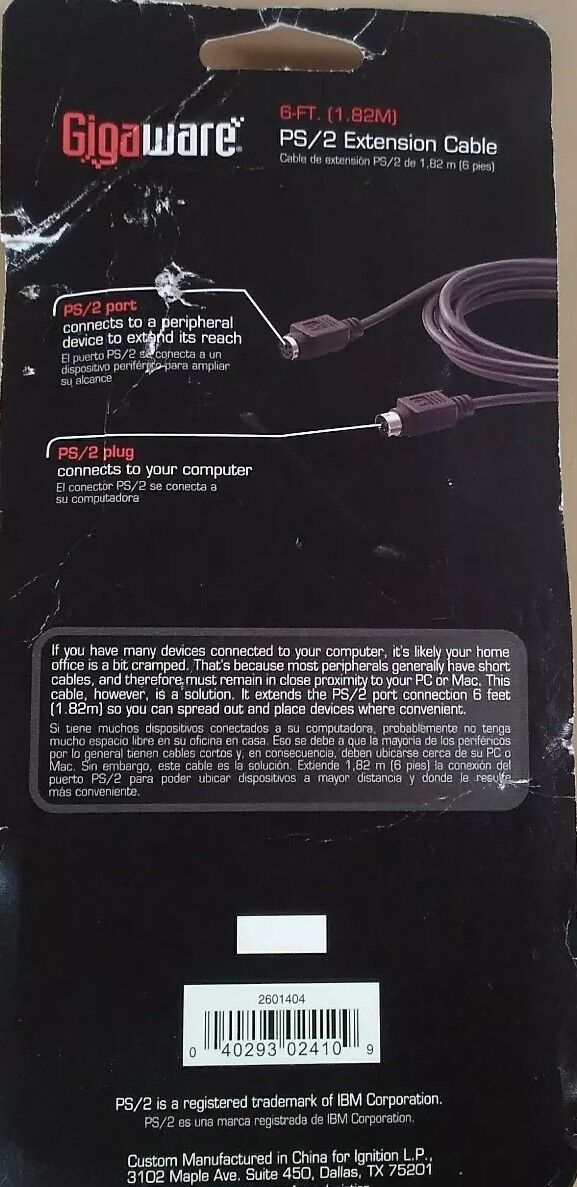 Gigaware
6-FT. (1.82M)
PS/2 Extension Cable
Cable de extensión PS/2 de 1,82 m (6 pies)
PS/2 port
connects to a peripheral
device to extend its reach
El puerto PS/2 se conecta a un
dispositivo periférico para ampliar
su alcance
PS/2 plug
connects to your computer
El conector PS/2 se conecta a
su computadora
If you have many devices connected to your computer, it's likely your home
office is a bit cramped. That's because most peripherals generally have short
cables, and therefore must remain in close proximity to your PC or Mac. This
cable, however, is a solution. It extends the PS/2 port connection 6 feet
(1.82m) so you can spread out and place devices where convenient.
Si tiene muchos dispositivos conectados a su computadora, probablemente no tenga
mucho espacio libre en su oficina en casa. Eso se debe a que la mayoría de los periféricos
por lo general tienen cables cortos y, en consecuencia, deben ubicarse cerca de su PC o
Mac. Sin embargo, este cable es la solución. Extiende 1,82 m (6 pies) la conexión del
puerto PS/2 para poder ubicar dispositivos a mayor distancia y donde le resulte
más conveniente.
2601404
0 40293 02410 9
PS/2 is a registered trademark of IBM Corporation.
PS/2 es una marca registrada de IBM Corporation.
Custom Manufactured in China for Ignition L.P.,
3102 Maple Ave. Suite 450, Dallas, TX 75201